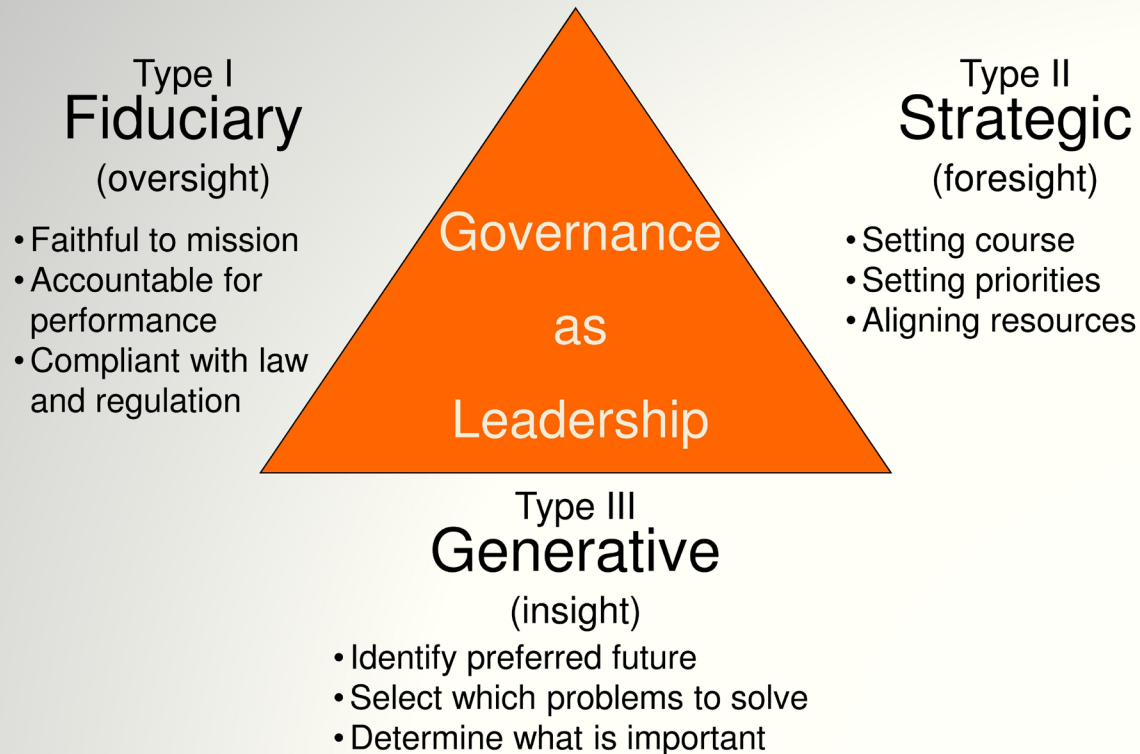 Type I
Fiduciary
(oversight)
• Faithful to mission
• Accountable for
performance
• Compliant with law
and regulation
Governance
as
Leadership
Type II
Strategic
(foresight)
• Setting course
• Setting priorities
• Aligning resources
Type III
Generative
(insight)
• Identify preferred future
• Select which problems to solve
• Determine what is important